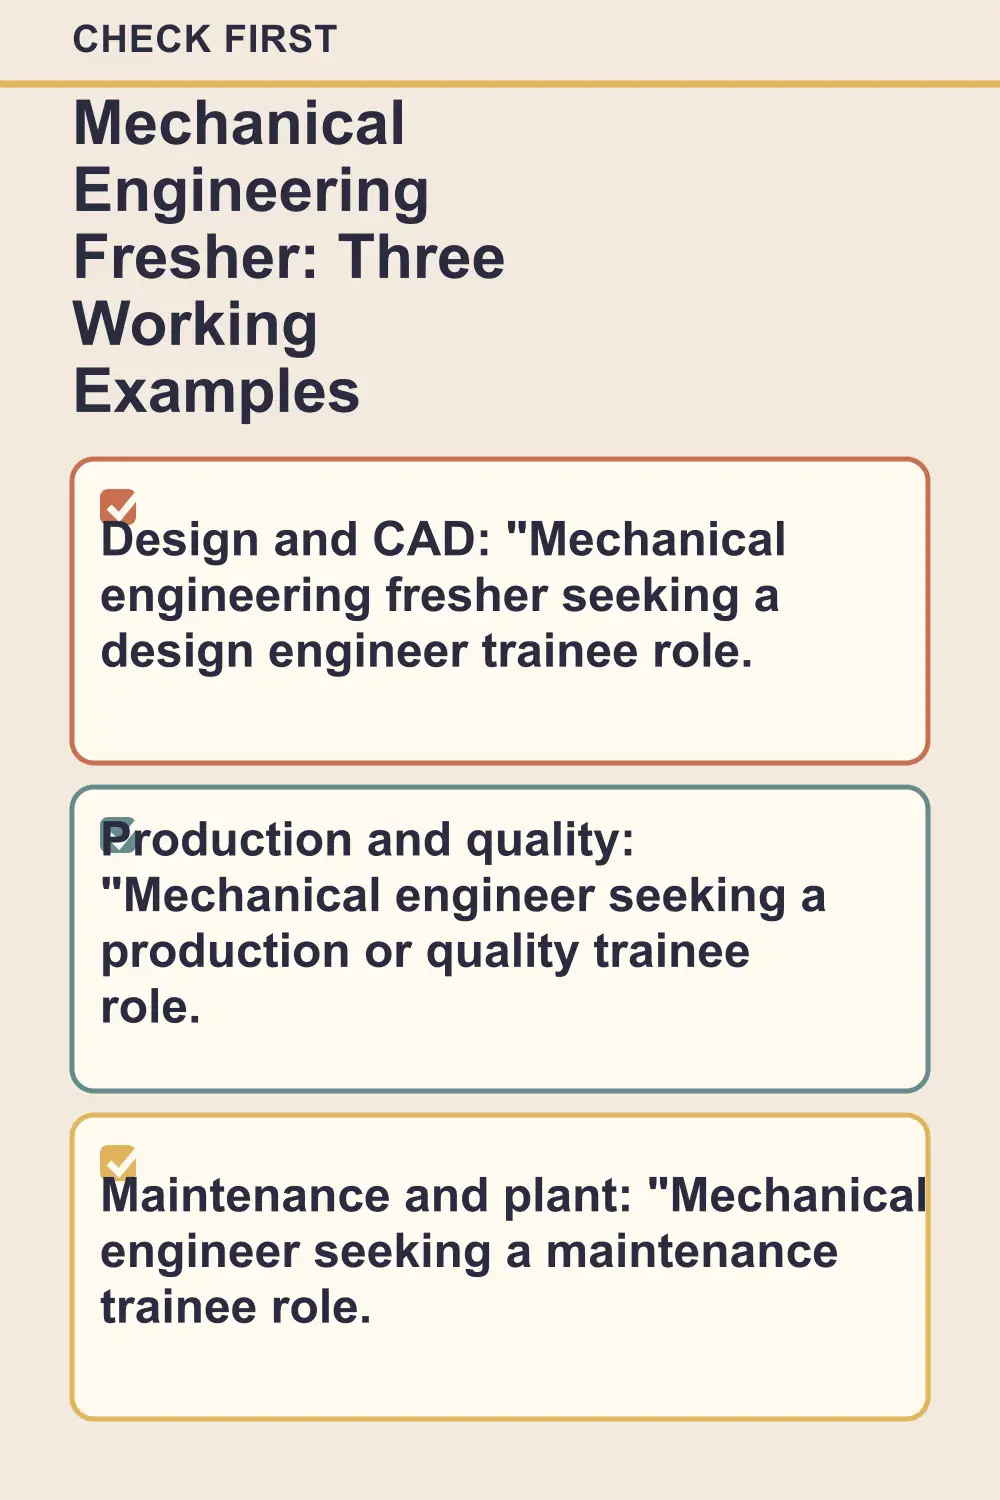 CHECK FIRST
Mechanical
Engineering
Fresher: Three
Working
Examples
Design and CAD: "Mechanical
engineering fresher seeking a
design engineer trainee role.
Production and quality:
"Mechanical engineer seeking a
production or quality trainee
role.
Maintenance and plant: "Mechanical
engineer seeking a maintenance
trainee role.